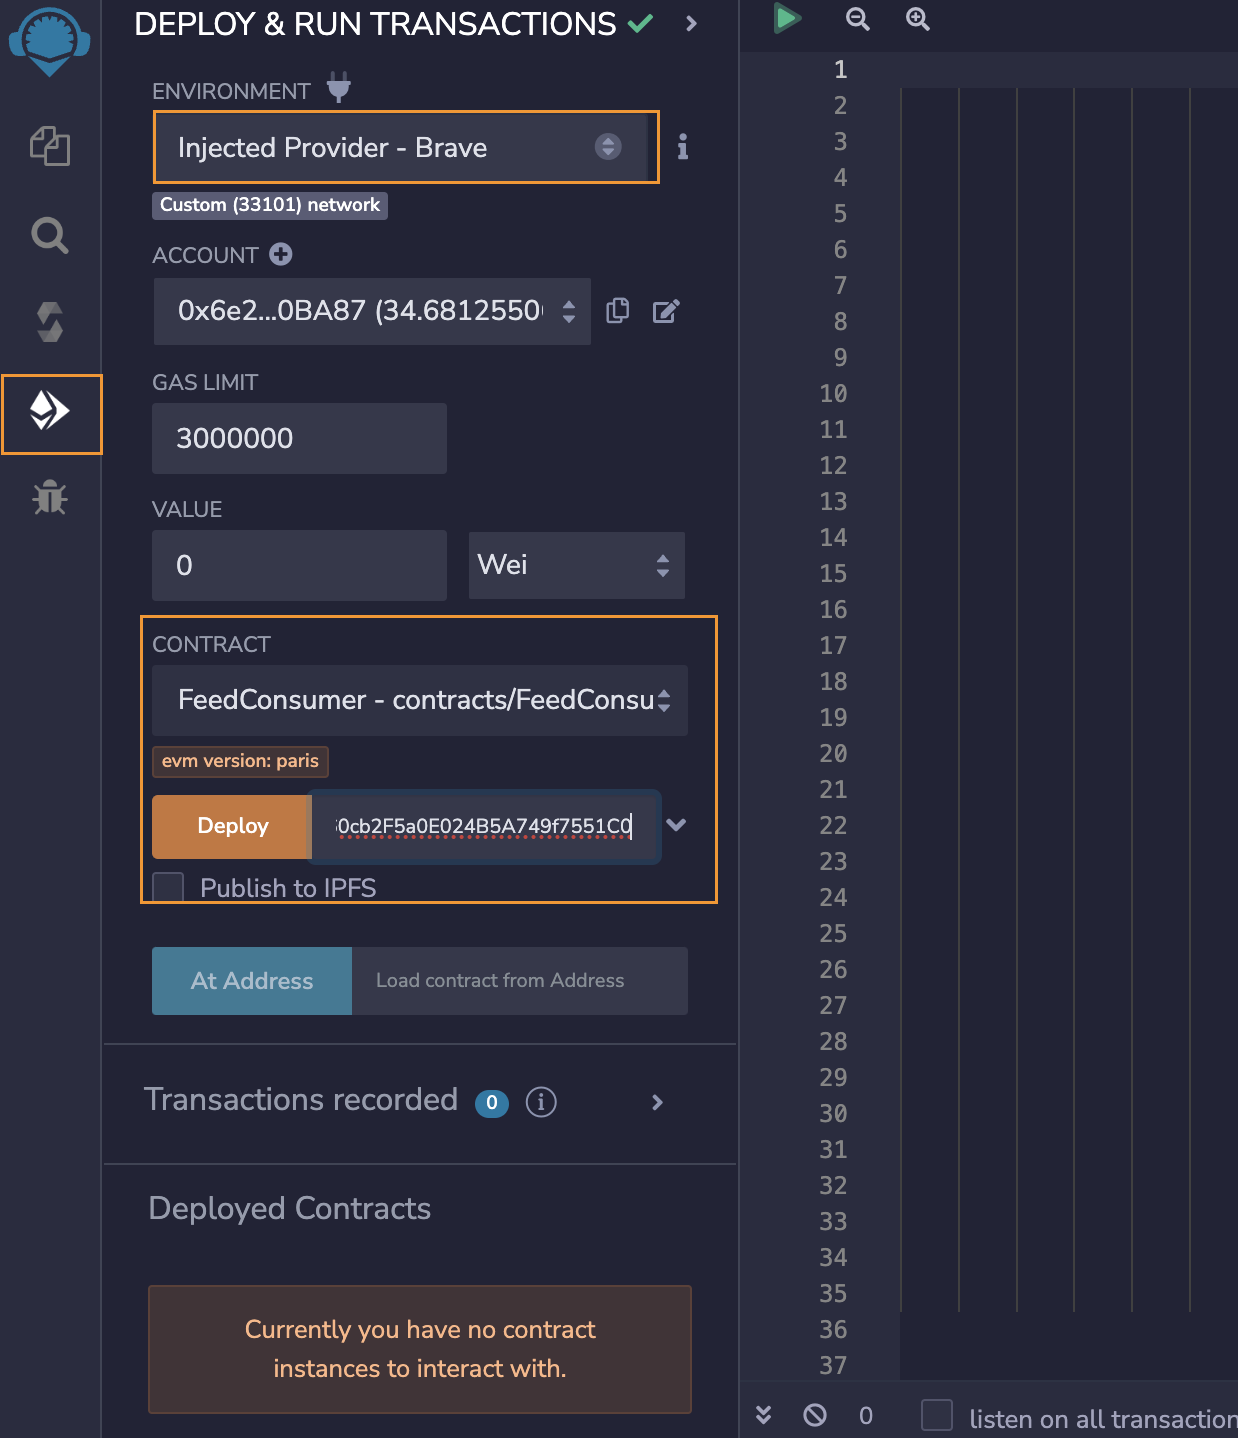 DEPLOY & RUN TRANSACTIONS
ENVIRONMENT
Injected Provider - Brave
Custom (33101) network
ACCOUNT
0x6e2...0BA87 (34.68125500
GAS LIMIT
3000000
VALUE
0
Wei
CONTRACT
FeedConsumer - contracts/FeedConsu
evm version: paris
Deploy
0cb2F5a0E024B5A749f7551C0
Publish to IPFS
At Address
Load contract from Address
Transactions recorded 0
Deployed Contracts
Currently you have no contract
instances to interact with.
1
2
3
4
5
6
7
8
9
10
11
12
13
14
15
16
17
18
19
20
21
22
23
24
25
26
27
28
29
30
31
32
33
34
35
36
37
0
listen on all transaction